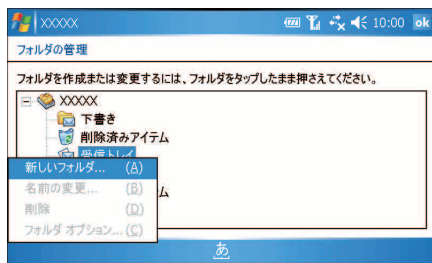 XXXXX 10:00 ok
フォルダの管理
フォルダを作成または変更するには、フォルダをタップしたまま押さえてください。
XXXXX
下書き
削除済みアイテム
受信トレイ
新しいフォルダ... (A)
名前の変更... (B)
ム
削除 (D)
フォルダ オプション... (C)
あ